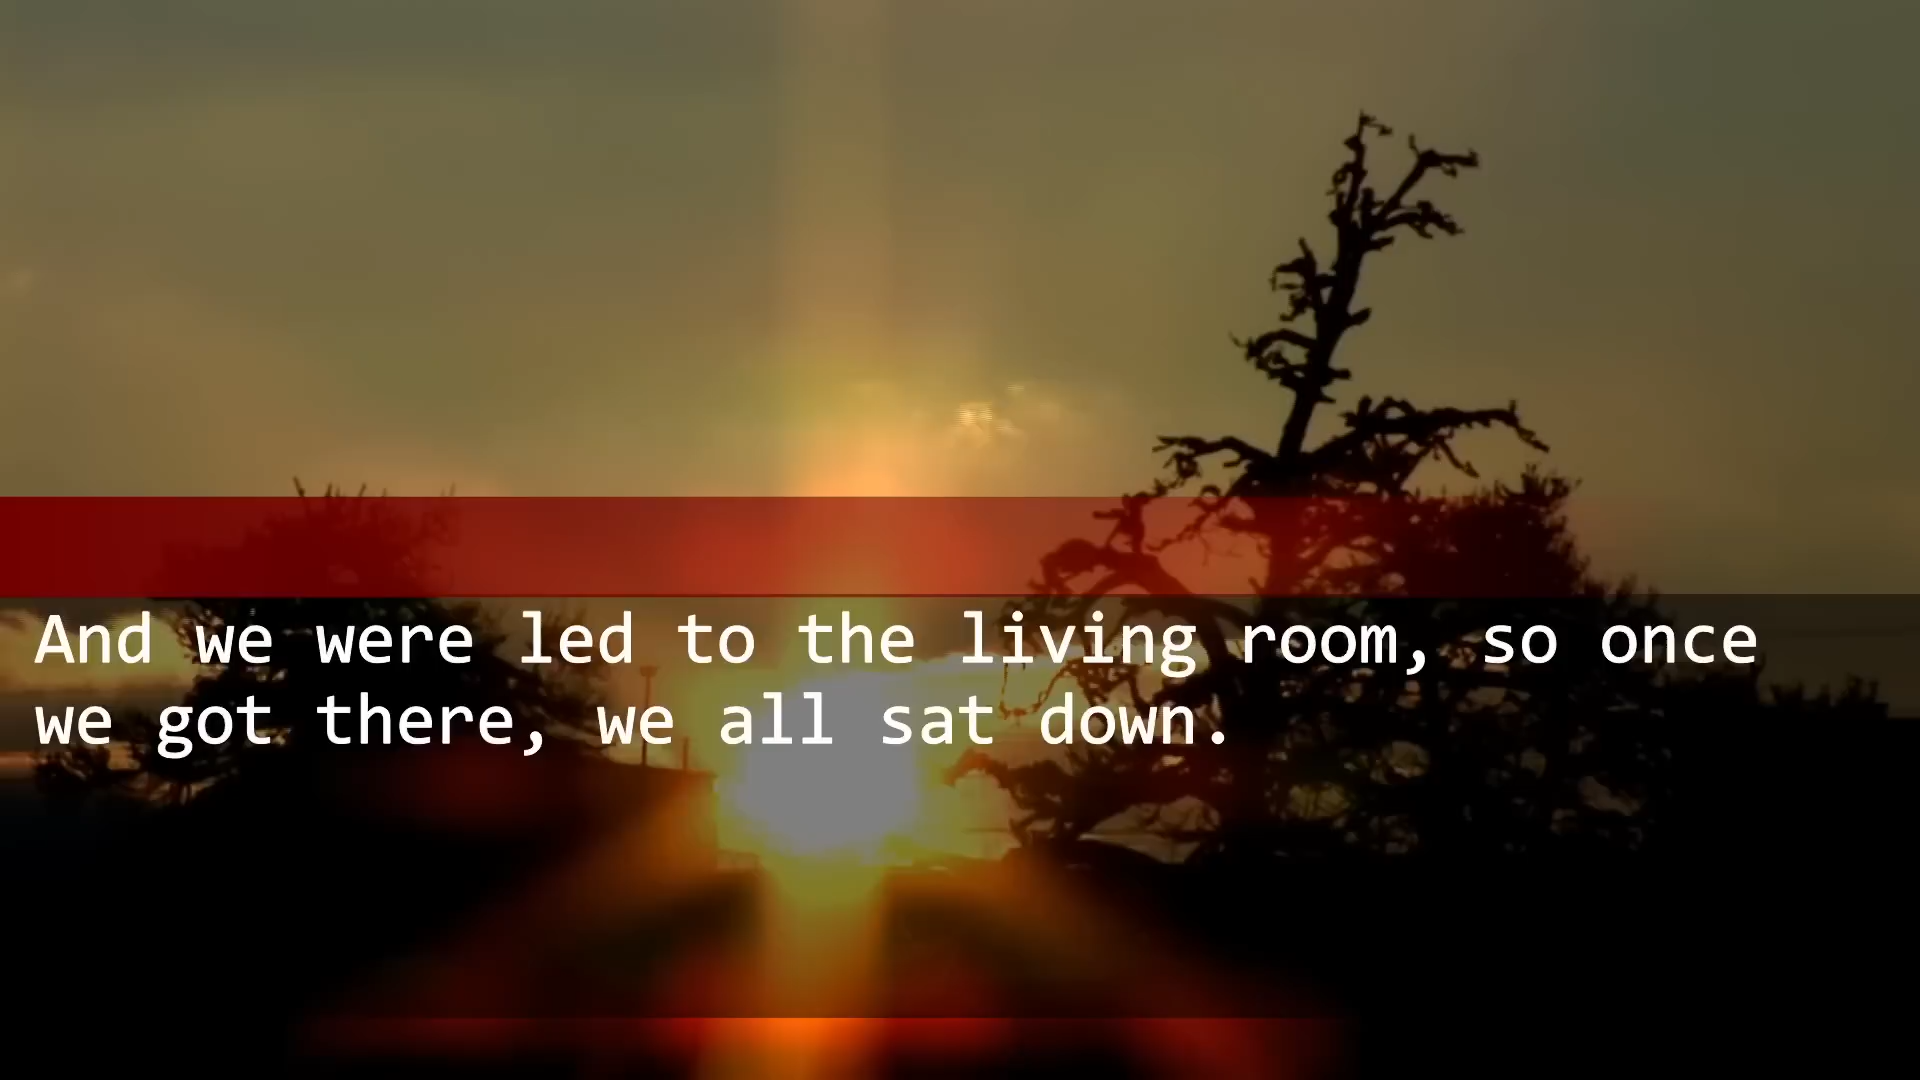 And we were led to the living room, so once
we got there, we all sat down.